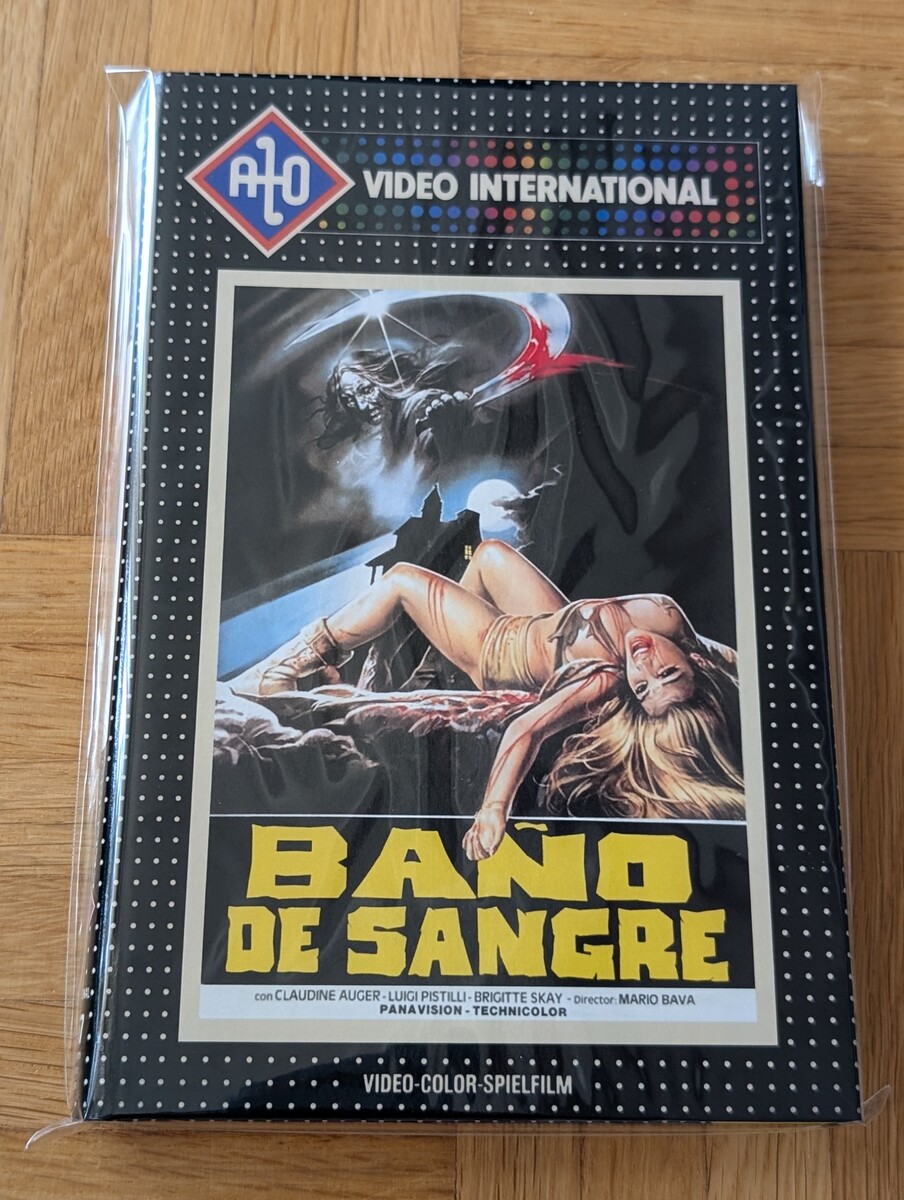 AHO
VIDEO INTERNATIONAL
BAÑO
DE SANGRE
con CLAUDINE AUGER - LUIGI PISTILLI - BRIGITTE SKAY - Director: MARIO BAVA
PANAVISION - TECHNICOLOR
VIDEO-COLOR-SPIELFILM